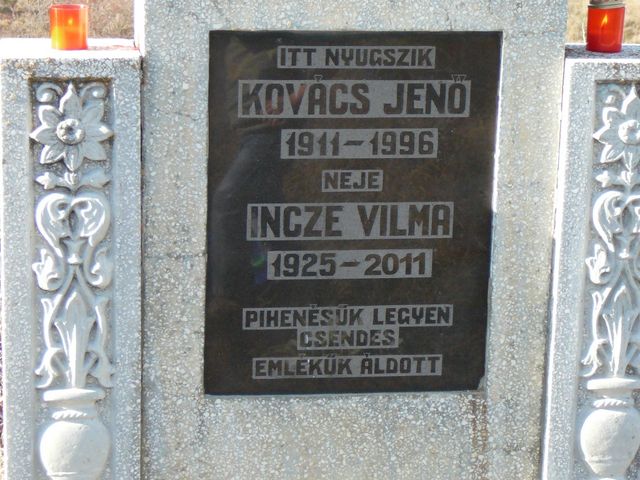 ITT NYUGSZIK
KOVÁCS JENŐ
1911-1996
NEJE
INCZE VILMA
1925-2011
PIHENÉSÜK LEGYEN
CSENDES
EMLÉKÜK ÁLDOTT